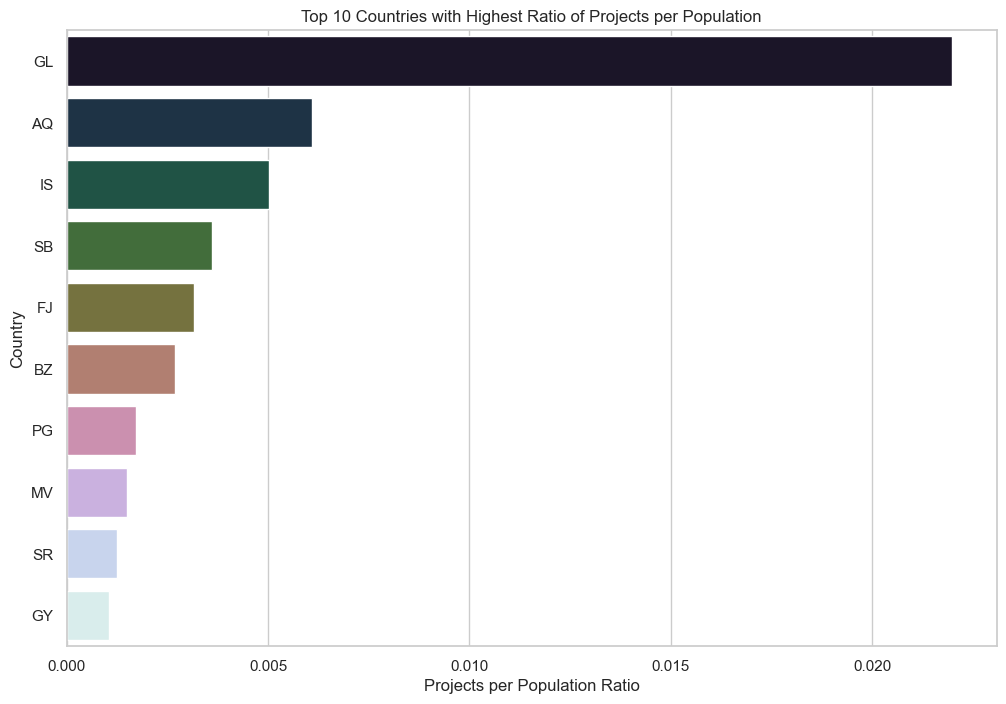 Top 10 Countries with Highest Ratio of Projects per Population
Country
GL
AQ
IS
SB
FJ
BZ
PG
MV
SR
GY
0.000 0.005 0.010 0.015 0.020
Projects per Population Ratio